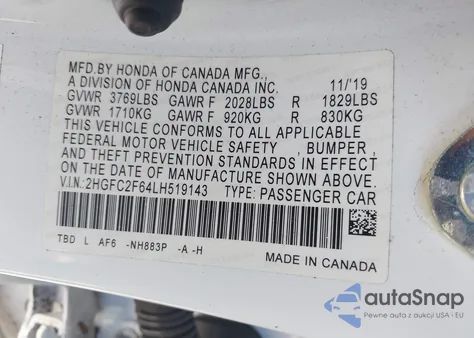 MFD.BY HONDA OF CANADA MFG.,
A DIVISION OF HONDA CANADA INC. 11/'19
GVWR 3769LBS GAWR F 2028LBS R 1829LBS
GVWR 1710KG GAWR F 920KG R 830KG
THIS VEHICLE CONFORMS TO ALL APPLICABLE
FEDERAL MOTOR VEHICLE SAFETY , BUMPER ,
AND THEFT PREVENTION STANDARDS IN EFFECT
ON THE DATE OF MANUFACTURE SHOWN ABOVE.
V.I.N.:2HGFC2F64LH519143 TYPE: PASSENGER CAR
TBD L AF6 -NH883P -A -H
MADE IN CANADA
autoSnap
Pewne auta z aukcji USA - EU